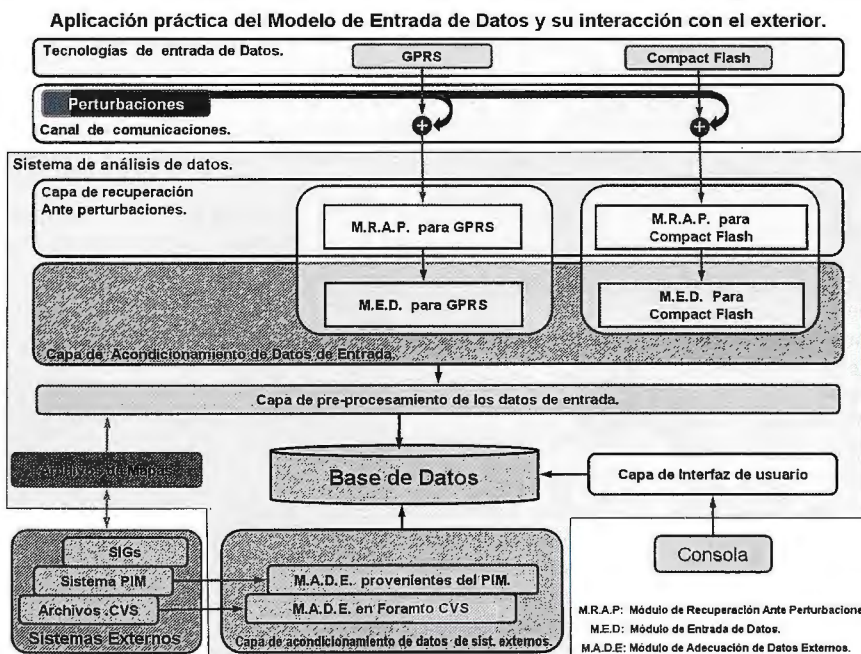 Aplicación práctica del Modelo de Entrada de Datos y su interacción con el exterior.
Tecnologías de entrada de Datos.
GPRS
Compact Flash
Perturbaciones
Canal de comunicaciones.
Sistema de análisis de datos.
Capa de recuperación
Ante perturbaciones.
M.R.A.P. para GPRS
M.R.A.P. para
Compact Flash
M.E.D. para GPRS
M.E.D. Para
Compact Flash
Capa de Acondicionamiento de Datos de Entrada.
Capa de pre-procesamiento de los datos de entrada.
Archivos de Mapas
Base de Datos
Capa de Interfaz de usuario
SIGs
Sistema PIM
Archivos .CVS
Sistemas Externos
M.A.D.E. provenientes del PIM.
M.A.D.E. en Foramto CVS
Capa de acondicionamiento de datos de sist. externos.
Consola
M.R.A.P: Módulo de Recuperación Ante Perturbacione
M.E.D: Módulo de Entrada de Datos.
M.A.D.E: Módulo de Adecuación de Datos Externos.